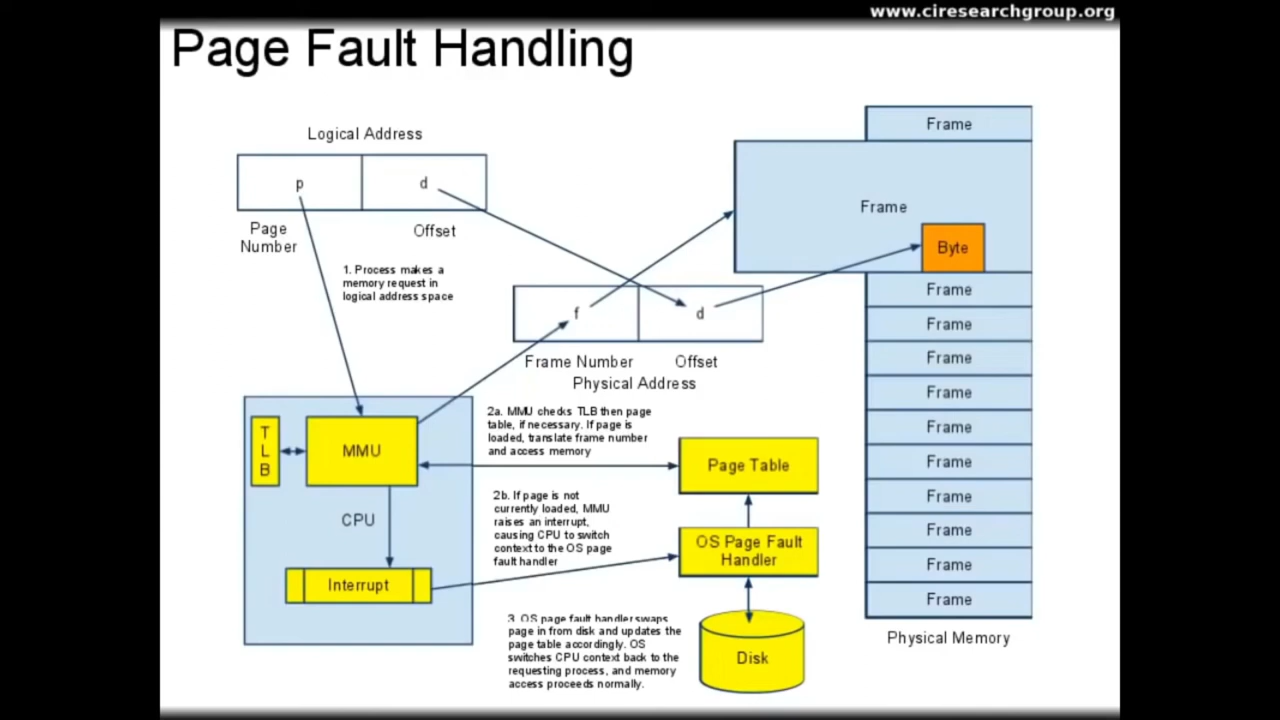 www.ciresearchgroup.org
Page Fault Handling
Logical Address
p
d
Page
Number
Offset
1. Process makes a
memory request in
logical address space
f
d
Frame Number
Offset
Physical Address
Frame
Frame
Byte
Frame
Frame
Frame
Frame
Frame
Frame
Frame
Frame
Frame
Frame
Physical Memory
T
L
B
MMU
CPU
Interrupt
2a. MMU checks TLB then page
table, if necessary. If page is
loaded, translate frame number
and access memory
Page Table
2b. If page is not
currently loaded, MMU
raises an interrupt,
causing CPU to switch
context to the OS page
fault handler
OS Page Fault
Handler
3. OS page fault handler swaps
page in from disk and updates the
page table accordingly. OS
switches CPU context back to the
requesting process, and memory
access proceeds normally.
Disk